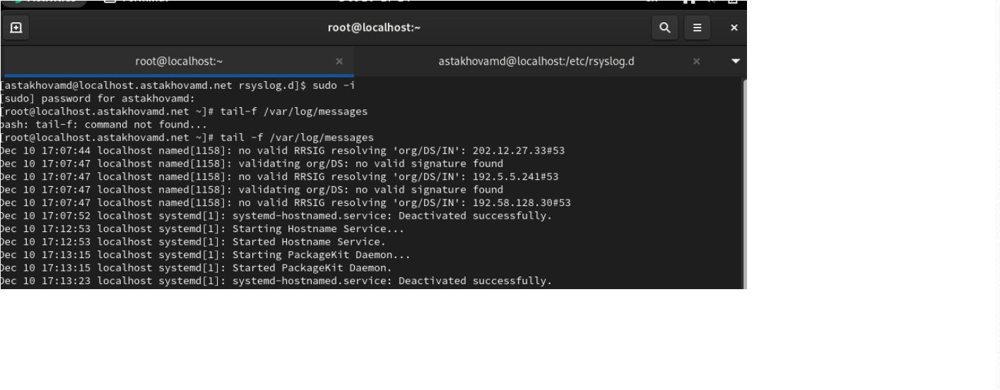 root@localhost:~
root@localhost:~ astakhovamd@localhost:/etc/rsyslog.d
[astakhovamd@localhost.astakhovamd.net rsyslog.d]$ sudo -i
[sudo] password for astakhovamd:
[root@localhost.astakhovamd.net ~]# tail-f /var/log/messages
bash: tail-f: command not found...
[root@localhost.astakhovamd.net ~]# tail -f /var/log/messages
Dec 10 17:07:44 localhost named[1158]: no valid RRSIG resolving 'org/DS/IN': 202.12.27.33#53
Dec 10 17:07:47 localhost named[1158]: validating org/DS: no valid signature found
Dec 10 17:07:47 localhost named[1158]: no valid RRSIG resolving 'org/DS/IN': 192.5.5.241#53
Dec 10 17:07:47 localhost named[1158]: validating org/DS: no valid signature found
Dec 10 17:07:47 localhost named[1158]: no valid RRSIG resolving 'org/DS/IN': 192.58.128.30#53
Dec 10 17:07:52 localhost systemd[1]: systemd-hostnamed.service: Deactivated successfully.
Dec 10 17:12:53 localhost systemd[1]: Starting Hostname Service...
Dec 10 17:12:53 localhost systemd[1]: Started Hostname Service.
Dec 10 17:13:15 localhost systemd[1]: Starting PackageKit Daemon...
Dec 10 17:13:15 localhost systemd[1]: Started PackageKit Daemon.
Dec 10 17:13:23 localhost systemd[1]: systemd-hostnamed.service: Deactivated successfully.